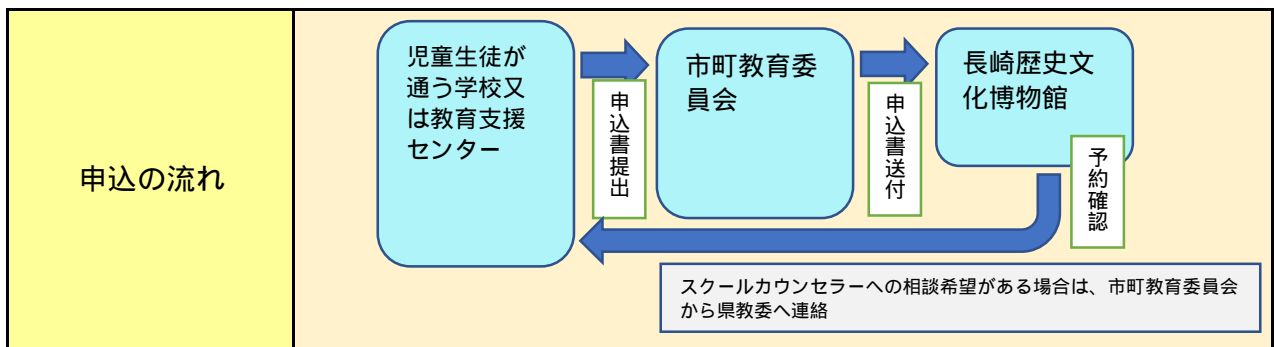 申込の流れ
児童生徒が
通う学校又
は教育支援
センター
申込書提出
市町教育委
員会
申込書送付
長崎歴史文
化博物館
予約確認
スクールカウンセラーへの相談希望がある場合は、市町教育委員会
から県教委へ連絡